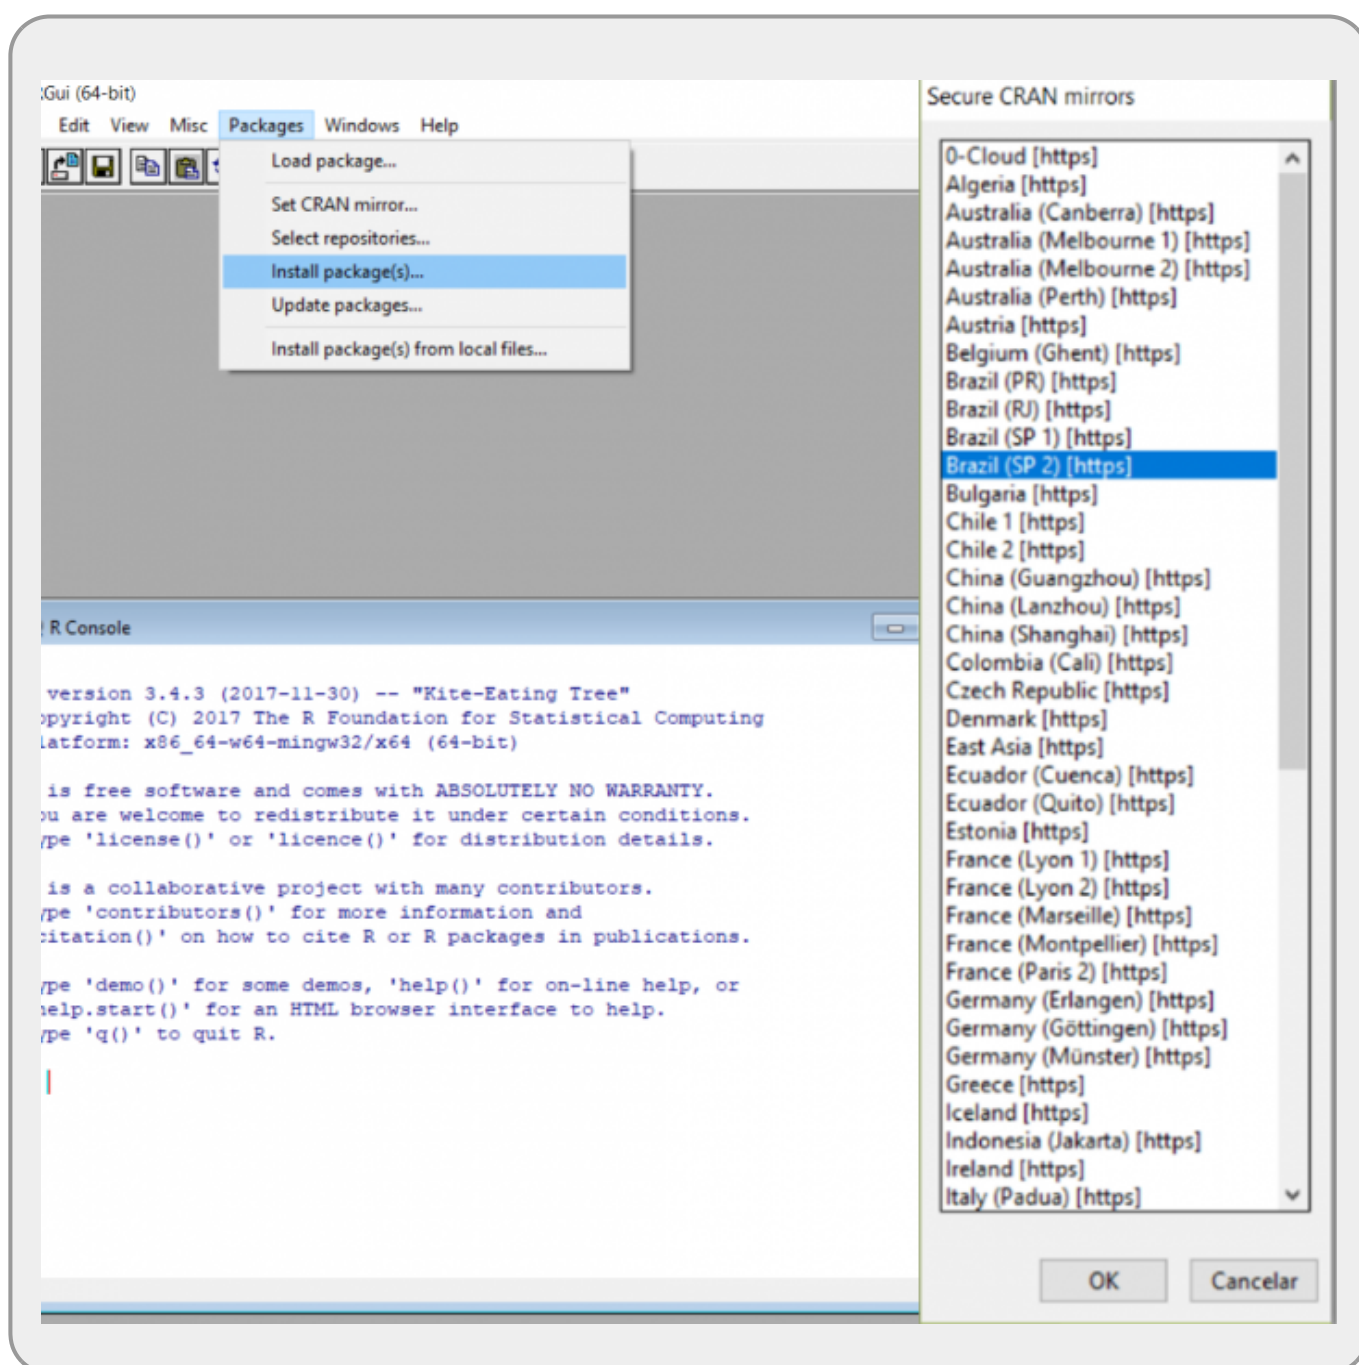 Gui (64-bit)
Edit View Misc Packages Windows Help
Load package...
Set CRAN mirror...
Select repositories...
Install package(s)...
Update packages...
Install package(s) from local files...
R Console
version 3.4.3 (2017-11-30) -- "Kite-Eating Tree"
opyright (C) 2017 The R Foundation for Statistical Computing
latform: x86_64-w64-mingw32/x64 (64-bit)
is free software and comes with ABSOLUTELY NO WARRANTY.
ou are welcome to redistribute it under certain conditions.
ype 'license()' or 'licence()' for distribution details.
is a collaborative project with many contributors.
ype 'contributors()' for more information and
citation()' on how to cite R or R packages in publications.
ype 'demo()' for some demos, 'help()' for on-line help, or
help.start()' for an HTML browser interface to help.
ype 'q()' to quit R.
Secure CRAN mirrors
0-Cloud [https]
Algeria [https]
Australia (Canberra) [https]
Australia (Melbourne 1) [https]
Australia (Melbourne 2) [https]
Australia (Perth) [https]
Austria [https]
Belgium (Ghent) [https]
Brazil (PR) [https]
Brazil (RJ) [https]
Brazil (SP 1) [https]
Brazil (SP 2) [https]
Bulgaria [https]
Chile 1 [https]
Chile 2 [https]
China (Guangzhou) [https]
China (Lanzhou) [https]
China (Shanghai) [https]
Colombia (Cali) [https]
Czech Republic [https]
Denmark [https]
East Asia [https]
Ecuador (Cuenca) [https]
Ecuador (Quito) [https]
Estonia [https]
France (Lyon 1) [https]
France (Lyon 2) [https]
France (Marseille) [https]
France (Montpellier) [https]
France (Paris 2) [https]
Germany (Erlangen) [https]
Germany (Göttingen) [https]
Germany (Münster) [https]
Greece [https]
Iceland [https]
Indonesia (Jakarta) [https]
Ireland [https]
Italy (Padua) [https]
OK Cancelar